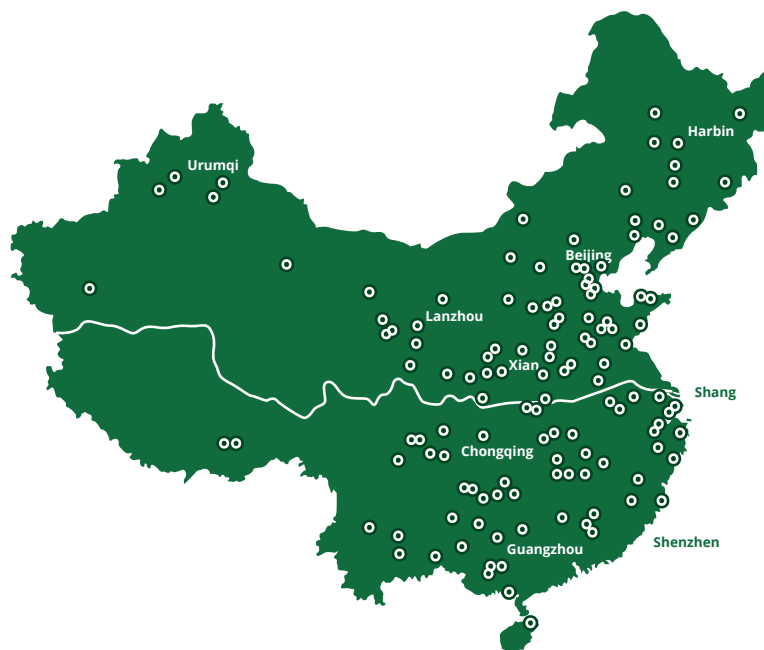 Harbin
Urumqi
Beijing
Lanzhou
Xian
Shang
Chongqing
Shenzhen
Guangzhou